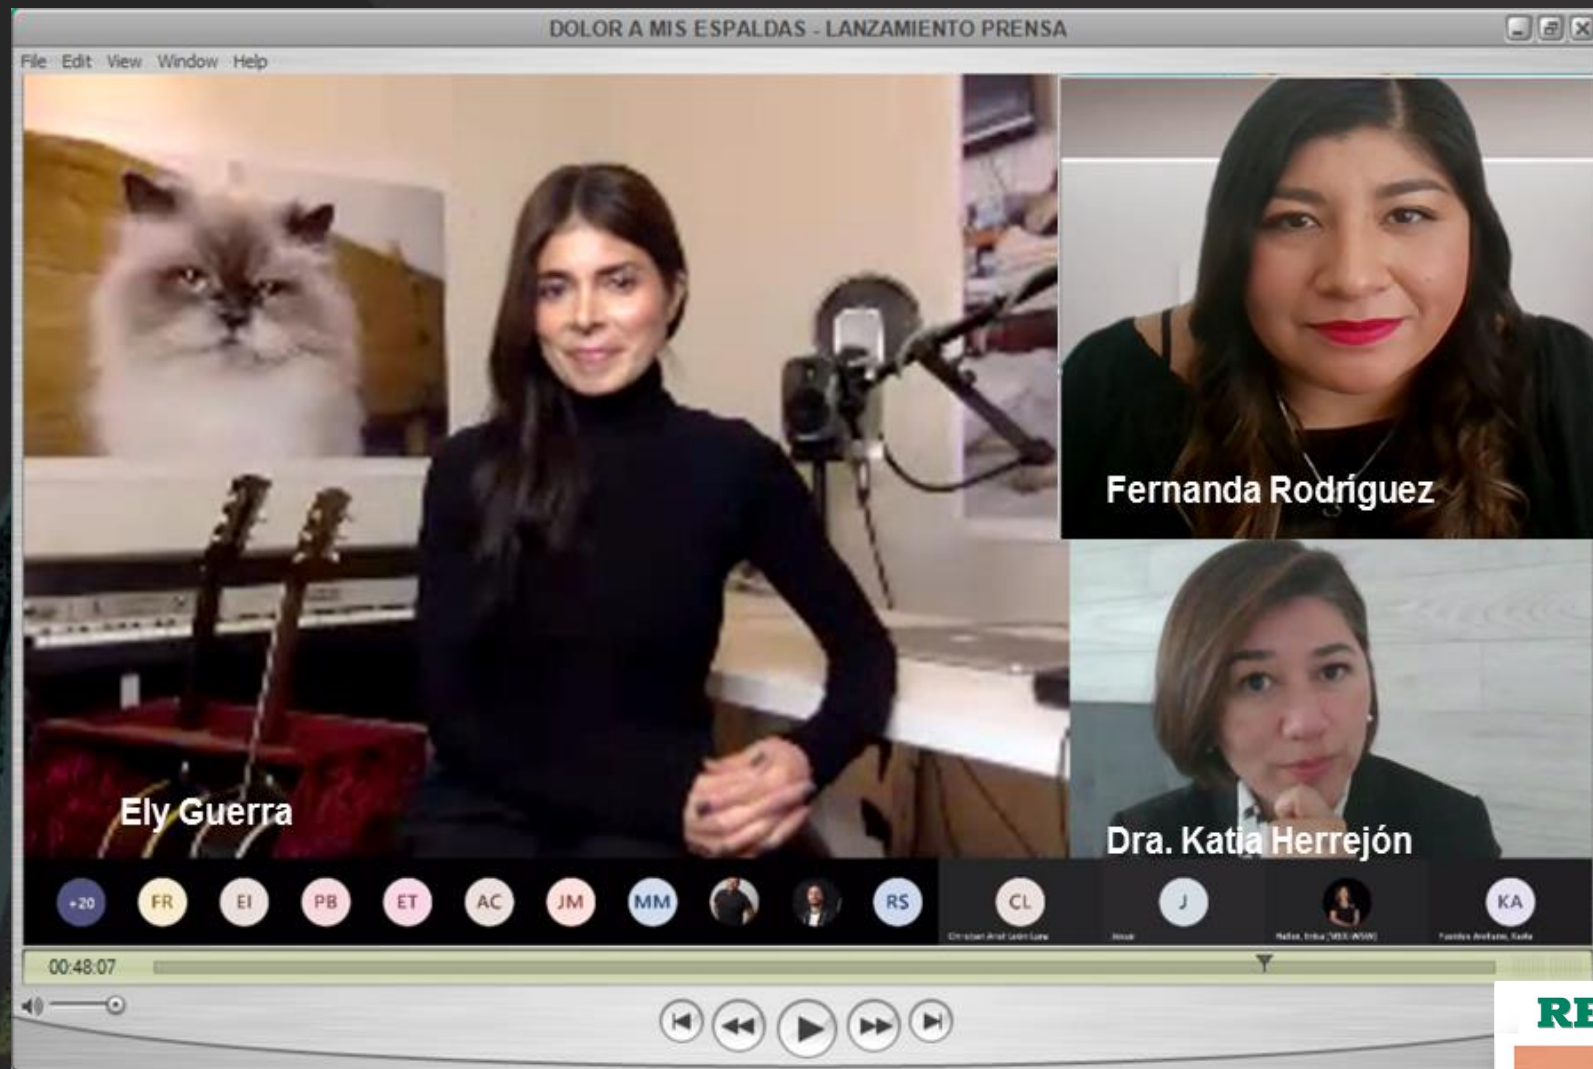 DOLOR A MIS ESPALDAS - LANZAMIENTO PRENSA
File Edit View Window Help
Fernanda Rodríguez
Ely Guerra
Dra. Katia Herrejón
+20 FR EI PB ET AC JM MM RS CL J KA
00:48:07
RE